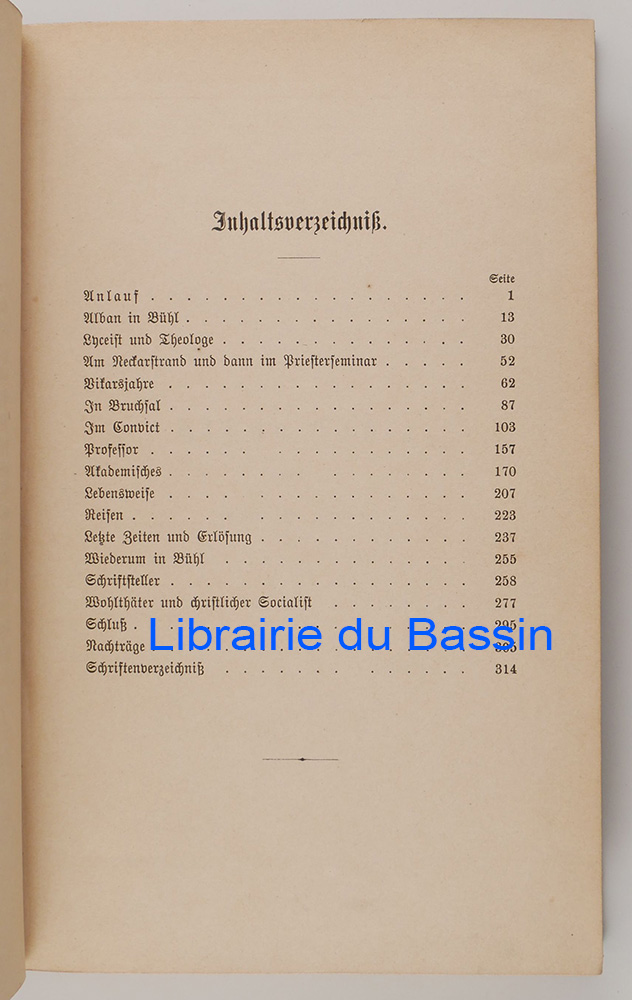 Inhaltsverzeichniß.
Seite
Anlauf . . . . . . . . . . . . . . . . . . . . . . 1
Alban in Bühl . . . . . . . . . . . . . . . . . . . 13
Lyceist und Theologe . . . . . . . . . . . . . . . . . 30
Am Neckarstrand und dann im Priesterseminar . . . . . 52
Vikarsjahre . . . . . . . . . . . . . . . . . . . . 62
In Bruchsal . . . . . . . . . . . . . . . . . . . . 87
Im Convict . . . . . . . . . . . . . . . . . . . . 103
Professor . . . . . . . . . . . . . . . . . . . . 157
Akademisches . . . . . . . . . . . . . . . . . . . 170
Lebensweise . . . . . . . . . . . . . . . . . . . 207
Reisen . . . . . . . . . . . . . . . . . . . . . 223
Letzte Zeiten und Erlösung . . . . . . . . . . . . . . 237
Wiederum in Bühl . . . . . . . . . . . . . . . . . 255
Schriftsteller . . . . . . . . . . . . . . . . . . . 258
Wohlthäter und christlicher Socialist . . . . . . . . 277
Schluß . . . . . . . . . . . . . . . . . . . . . 295
Librairie du Bassin
Nachträge . . . . . . . . . . . . . . . . . . . . 305
Schriftenverzeichniß . . . . . . . . . . . . . . . . 314